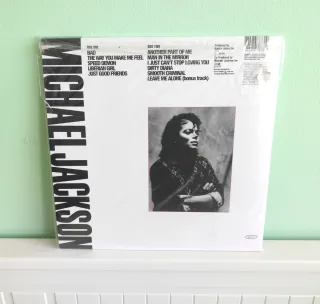 MICHAEL JACKSON
SIDE ONE
BAD
THE WAY YOU MAKE ME FEEL
SPEED DEMON
LIBERIAN GIRL
JUST GOOD FRIENDS
SIDE TWO
ANOTHER PART OF ME
MAN IN THE MIRROR
I JUST CAN'T STOP LOVING YOU
DIRTY DIANA
SMOOTH CRIMINAL
LEAVE ME ALONE (bonus track)
Produced by